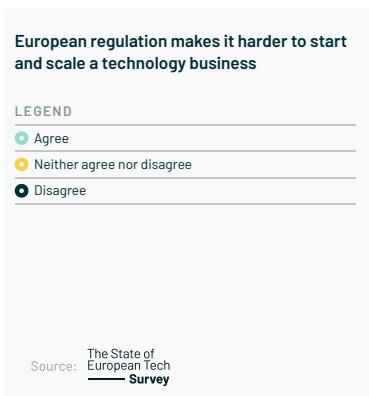 European regulation makes it harder to start
and scale a technology business
LEGEND
Agree
Neither agree nor disagree
Disagree
Source:
The State of
European Tech
Survey